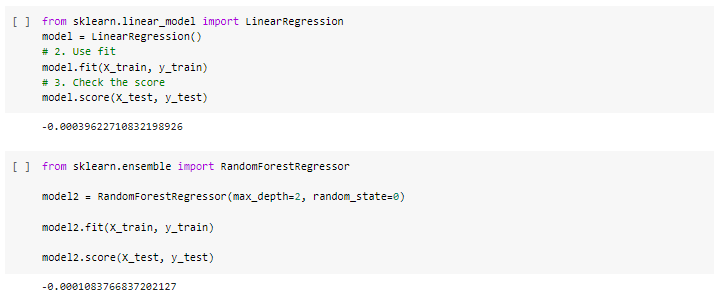 [ ] from sklearn.linear_model import LinearRegression
model = LinearRegression()
# 2. Use fit
model.fit(X_train, y_train)
# 3. Check the score
model.score(X_test, y_test)
-0.00039622710832198926
[ ] from sklearn.ensemble import RandomForestRegressor
model2 = RandomForestRegressor(max_depth=2, random_state=0)
model2.fit(X_train, y_train)
model2.score(X_test, y_test)
-0.0001083766837202127